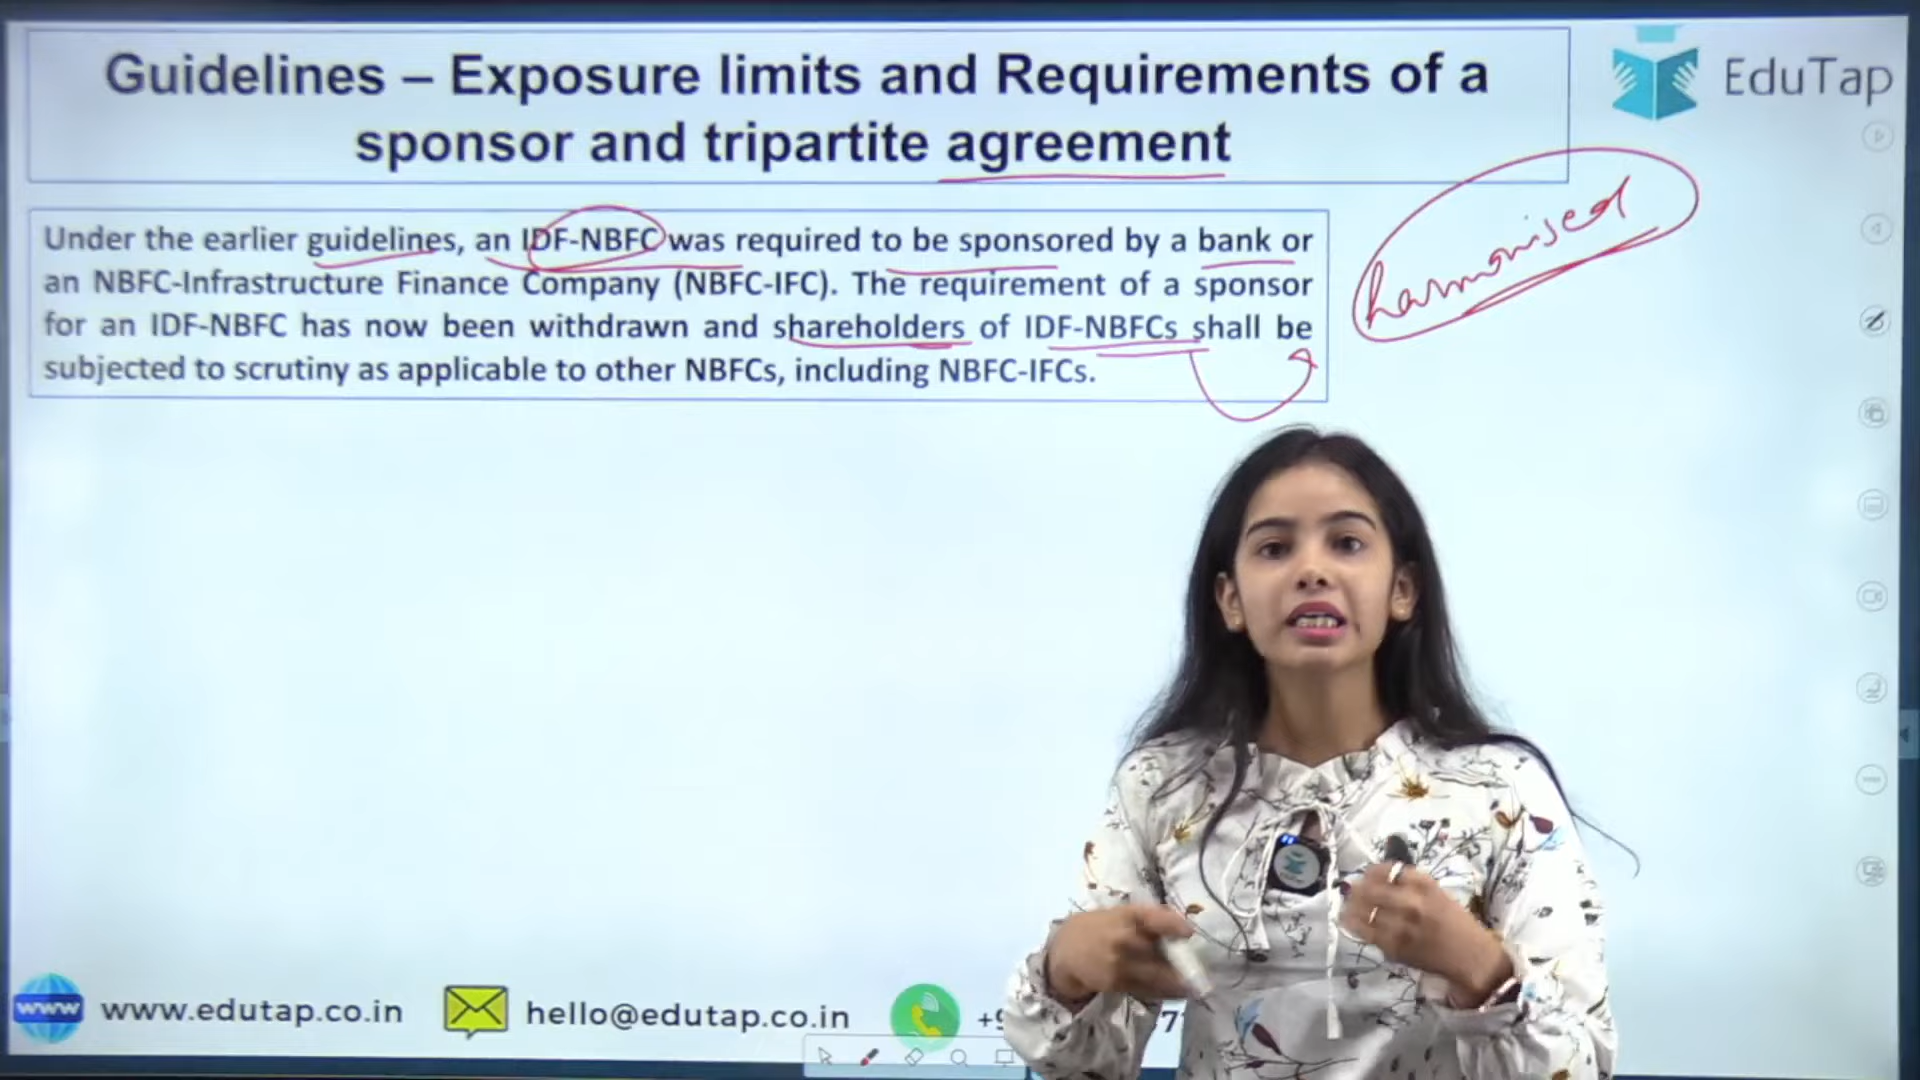 Guidelines – Exposure limits and Requirements of a
sponsor and tripartite agreement
EduTap
harmonised
Under the earlier guidelines, an IDF-NBFC was required to be sponsored by a bank or
an NBFC-Infrastructure Finance Company (NBFC-IFC). The requirement of a sponsor
for an IDF-NBFC has now been withdrawn and shareholders of IDF-NBFCs shall be
subjected to scrutiny as applicable to other NBFCs, including NBFC-IFCs.
www
www.edutap.co.in
hello@edutap.co.in